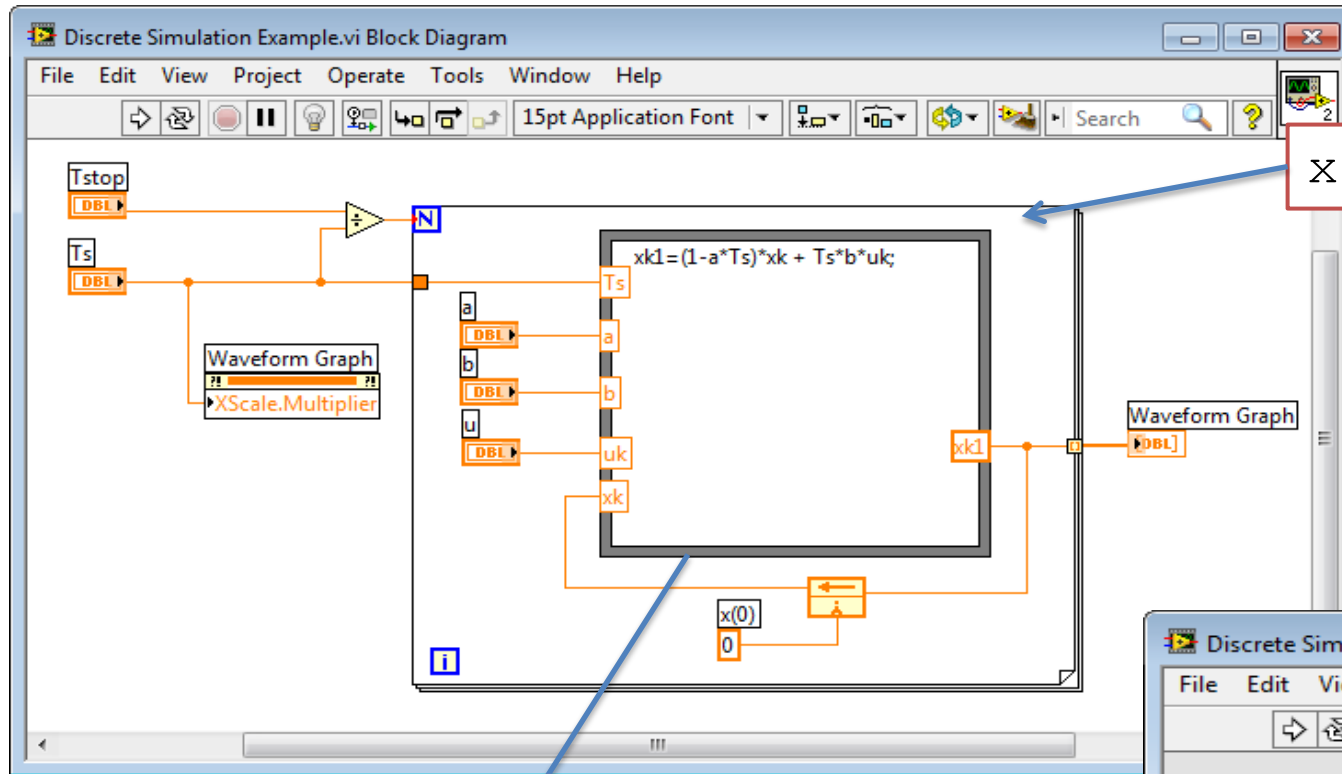 Discrete Simulation Example.vi Block Diagram
File Edit View Project Operate Tools Window Help
15pt Application Font Search
2
x
Tstop
DBL
÷
N
Ts
DBL
xk1=(1-a*Ts)*xk + Ts*b*uk;
Ts
a
DBL
a
Waveform Graph
?! ?!
XScale.Multiplier
b
DBL
b
u
DBL
uk
xk1
Waveform Graph
DBL]
xk
x(0)
0
i
Discrete Sim
File Edit Vi